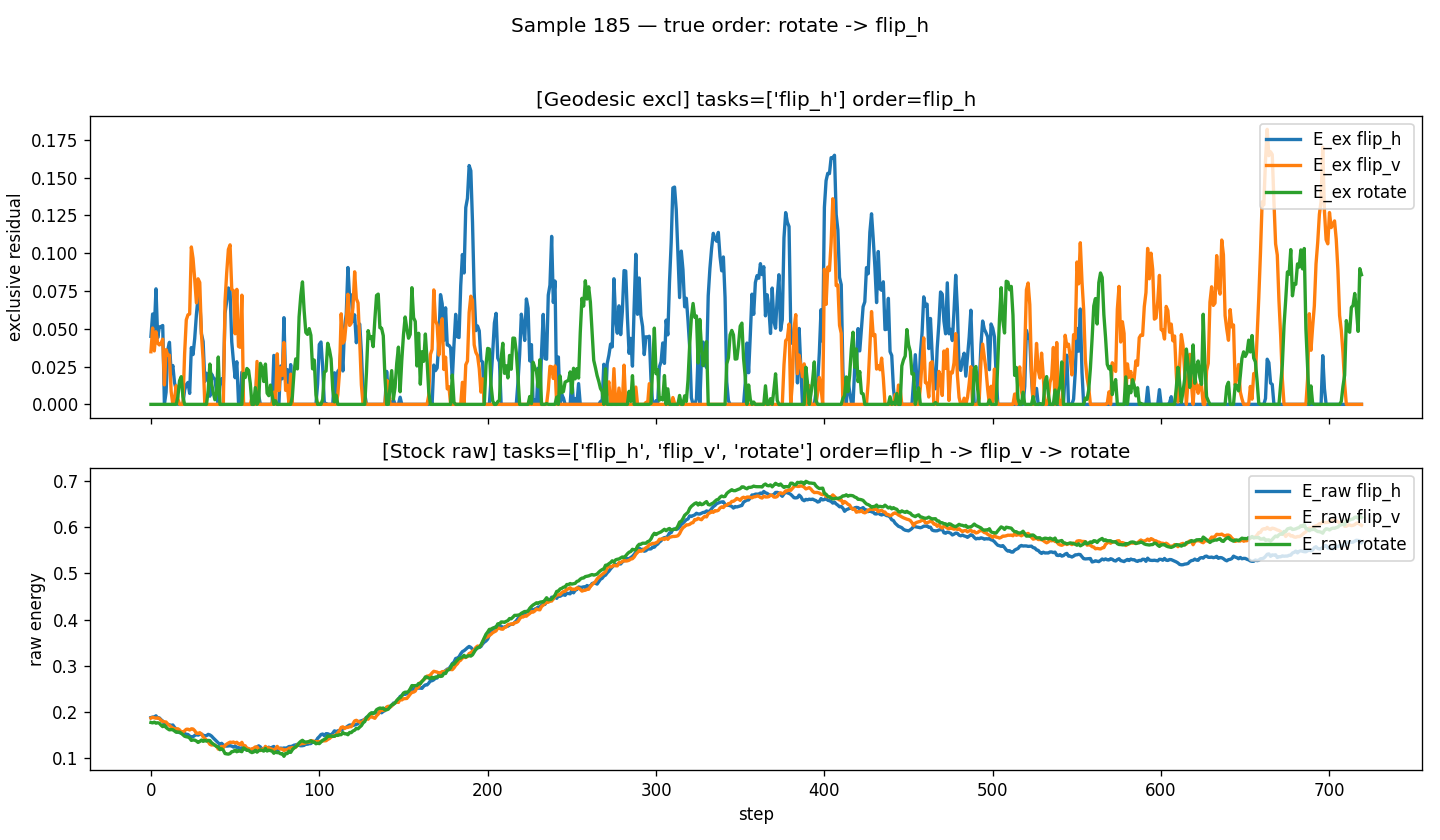 Sample 185 — true order: rotate -> flip_h
[Geodesic excl] tasks=['flip_h'] order=flip_h
exclusive residual
0.175
0.150
0.125
0.100
0.075
0.050
0.025
0.000
E_ex flip_h
E_ex flip_v
E_ex rotate
[Stock raw] tasks=['flip_h', 'flip_v', 'rotate'] order=flip_h -> flip_v -> rotate
raw energy
0.7
0.6
0.5
0.4
0.3
0.2
0.1
E_raw flip_h
E_raw flip_v
E_raw rotate
0 100 200 300 400 500 600 700
step